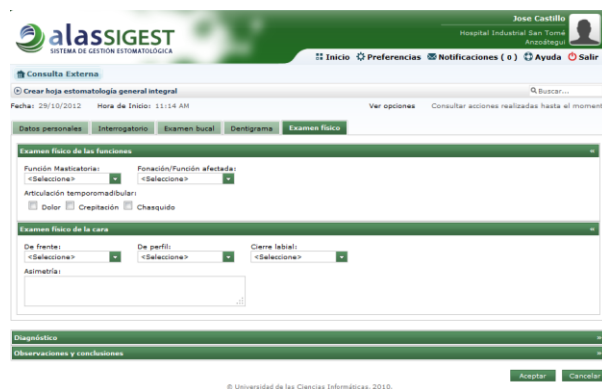 Jose Castillo
Hospital Industrial San Tomé
Anzoátegui
alasSIGEST
SISTEMA DE GESTIÓN ESTOMATOLÓGICA
Inicio Preferencias Notificaciones ( 0 ) Ayuda Salir
Consulta Externa
Crear hoja estomatología general integral Buscar...
Fecha: 29/10/2012 Hora de Inicio: 11:14 AM Ver opciones Consultar acciones realizadas hasta el moment
Datos personales Interrogatorio Examen bucal Dentigrama Examen físico
Examen físico de las funciones
Función Masticatoria: Fonación/Función afectada:
<Seleccione> <Seleccione>
Articulación temporomadibular:
Dolor Crepitación Chasquido
Examen físico de la cara
De frente: De perfil: Cierre labial:
<Seleccione> <Seleccione> <Seleccione>
Asimetría:
Diagnóstico
Observaciones y conclusiones
Aceptar Cancelar
© Universidad de las Ciencias Informáticas. 2010.